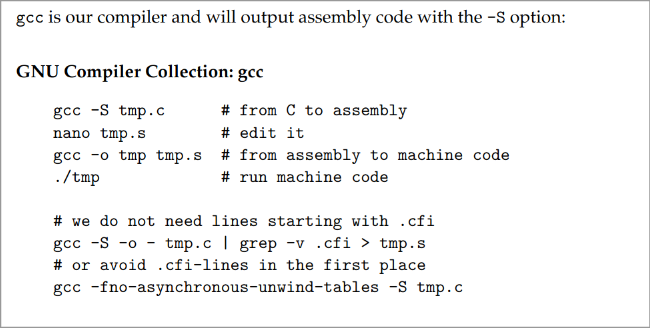 gcc is our compiler and will output assembly code with the -S option:
GNU Compiler Collection: gcc
gcc -S tmp.c # from C to assembly
nano tmp.s # edit it
gcc -o tmp tmp.s # from assembly to machine code
./tmp # run machine code
# we do not need lines starting with .cfi
gcc -S -o - tmp.c | grep -v .cfi > tmp.s
# or avoid .cfi-lines in the first place
gcc -fno-asynchronous-unwind-tables -S tmp.c